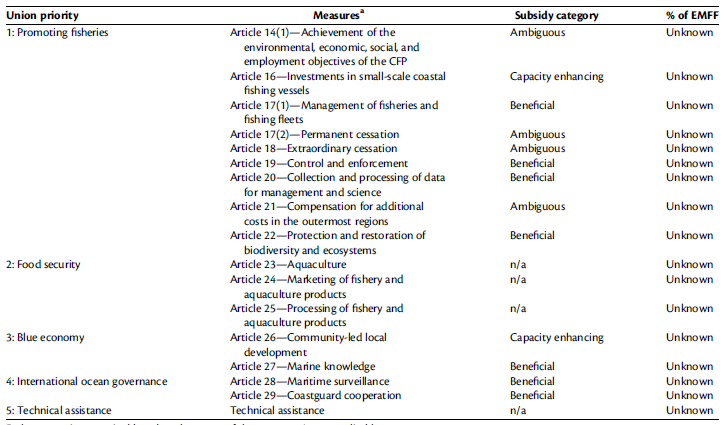 Union priority Measuresa Subsidy category % of EMFF
1: Promoting fisheries Article 14(1)—Achievement of the Ambiguous Unknown
environmental, economic, social, and
employment objectives of the CFP
Article 16—Investments in small-scale coastal Capacity enhancing Unknown
fishing vessels
Article 17(1)—Management of fisheries and Beneficial Unknown
fishing fleets
Article 17(2)—Permanent cessation Ambiguous Unknown
Article 18—Extraordinary cessation Ambiguous Unknown
Article 19—Control and enforcement Beneficial Unknown
Article 20—Collection and processing of data Beneficial Unknown
for management and science
Article 21—Compensation for additional Ambiguous Unknown
costs in the outermost regions
Article 22—Protection and restoration of Beneficial Unknown
biodiversity and ecosystems
2: Food security Article 23—Aquaculture n/a Unknown
Article 24—Marketing of fishery and n/a Unknown
aquaculture products
Article 25—Processing of fishery and n/a Unknown
aquaculture products
3: Blue economy Article 26—Community-led local Capacity enhancing Unknown
development
Article 27—Marine knowledge Beneficial Unknown
4: International ocean governance Article 28—Maritime surveillance Beneficial Unknown
Article 29—Coastguard cooperation Beneficial Unknown
5: Technical assistance Technical assistance n/a Unknown